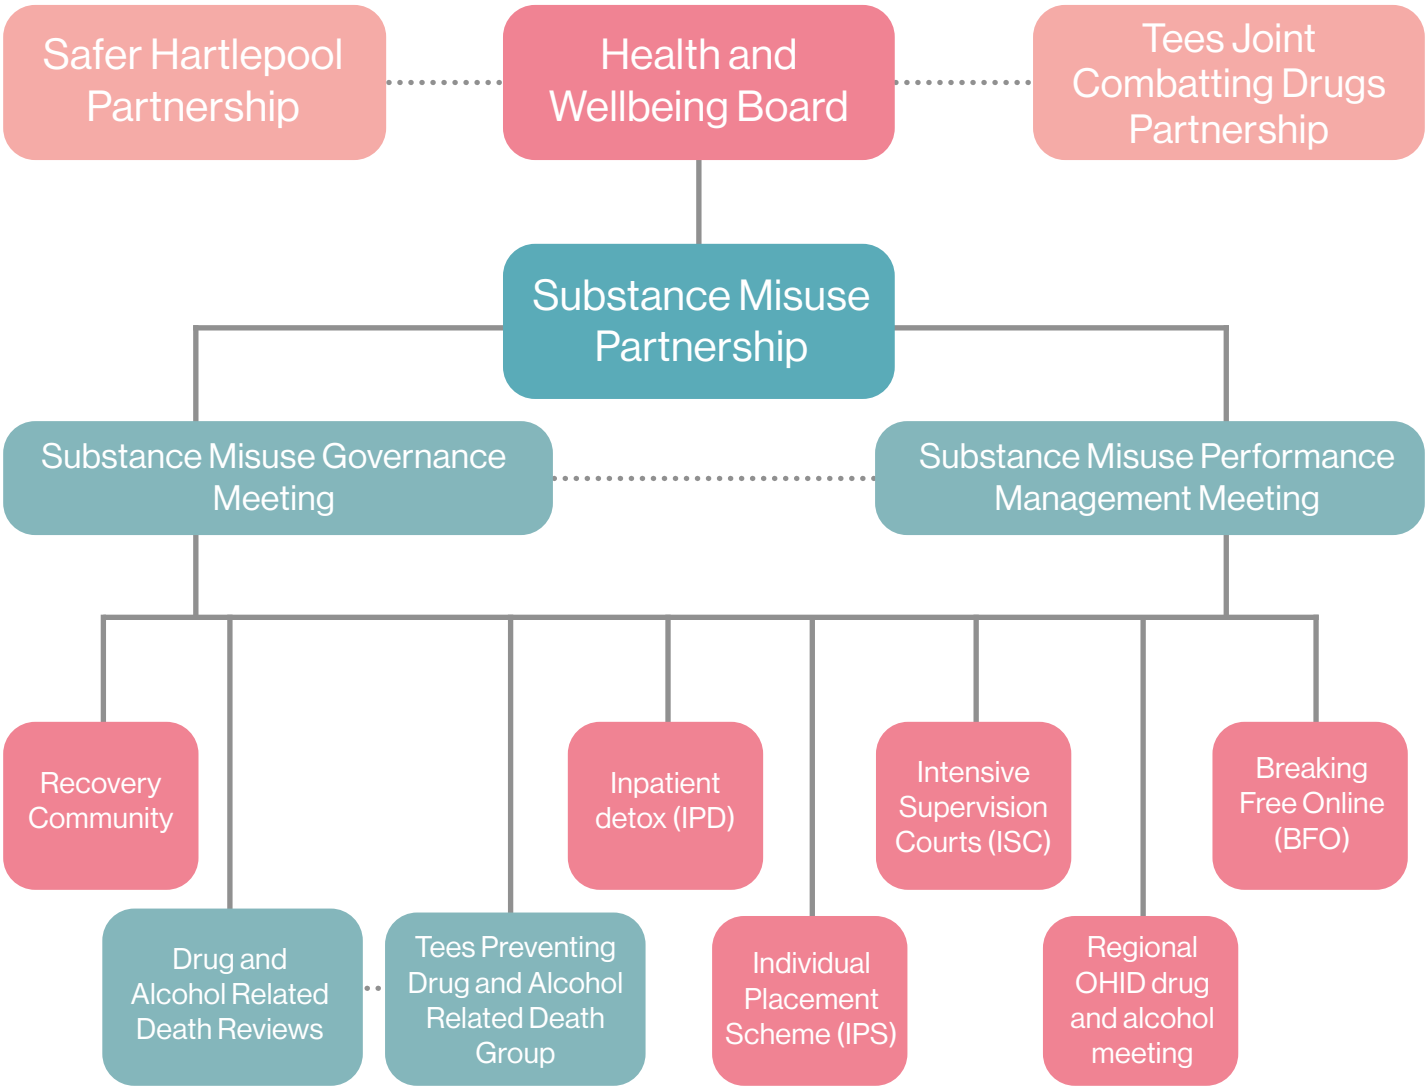 Safer Hartlepool
Partnership
Health and
Wellbeing Board
Tees Joint
Combatting Drugs
Partnership
Substance Misuse
Partnership
Substance Misuse Governance
Meeting
Substance Misuse Performance
Management Meeting
Recovery
Community
Inpatient
detox (IPD)
Intensive
Supervision
Courts (ISC)
Breaking
Free Online
(BFO)
Drug and
Alcohol Related
Death Reviews
Tees Preventing
Drug and Alcohol
Related Death
Group
Individual
Placement
Scheme (IPS)
Regional
OHID drug
and alcohol
meeting